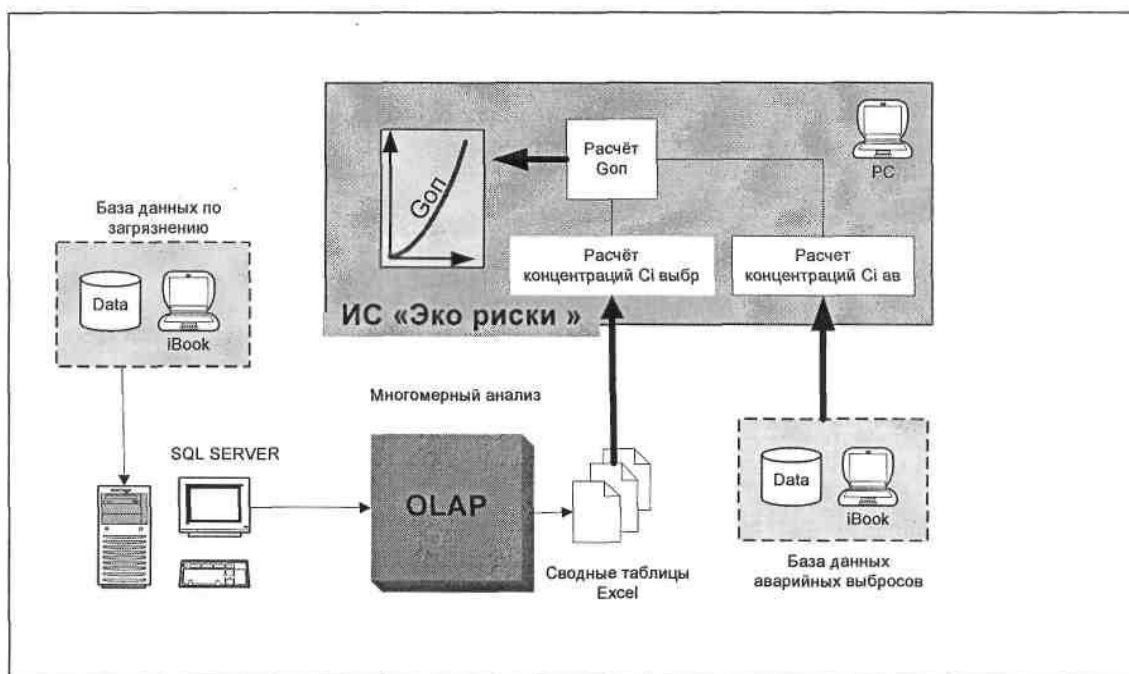 Расчёт
Gоп
PC
Gоп
База данных по
загрязнению
Расчёт
концентраций Ci выбр
Расчет
концентраций Ci ав
Data
iBook
ИС «Эко риски »
Многомерный анализ
SQL SERVER
OLAP
Data
iBook
Сводные таблицы
Excel
База данных
аварийных выбросов